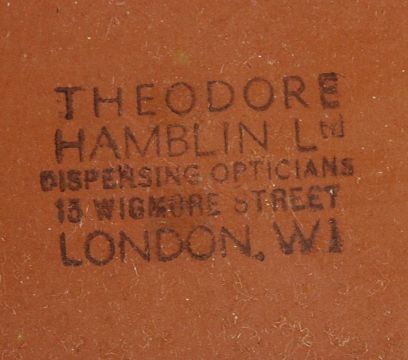 THEODORE
HAMBLIN Ltd
DISPENSING OPTICIANS
15 WIGMORE STREET
LONDON. W1